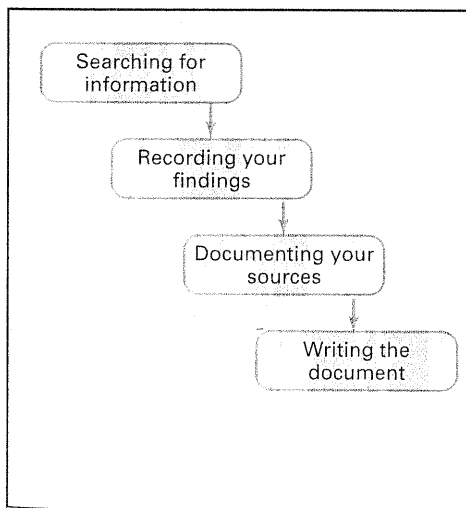 Searching for
information
Recording your
findings
Documenting your
sources
Writing the
document